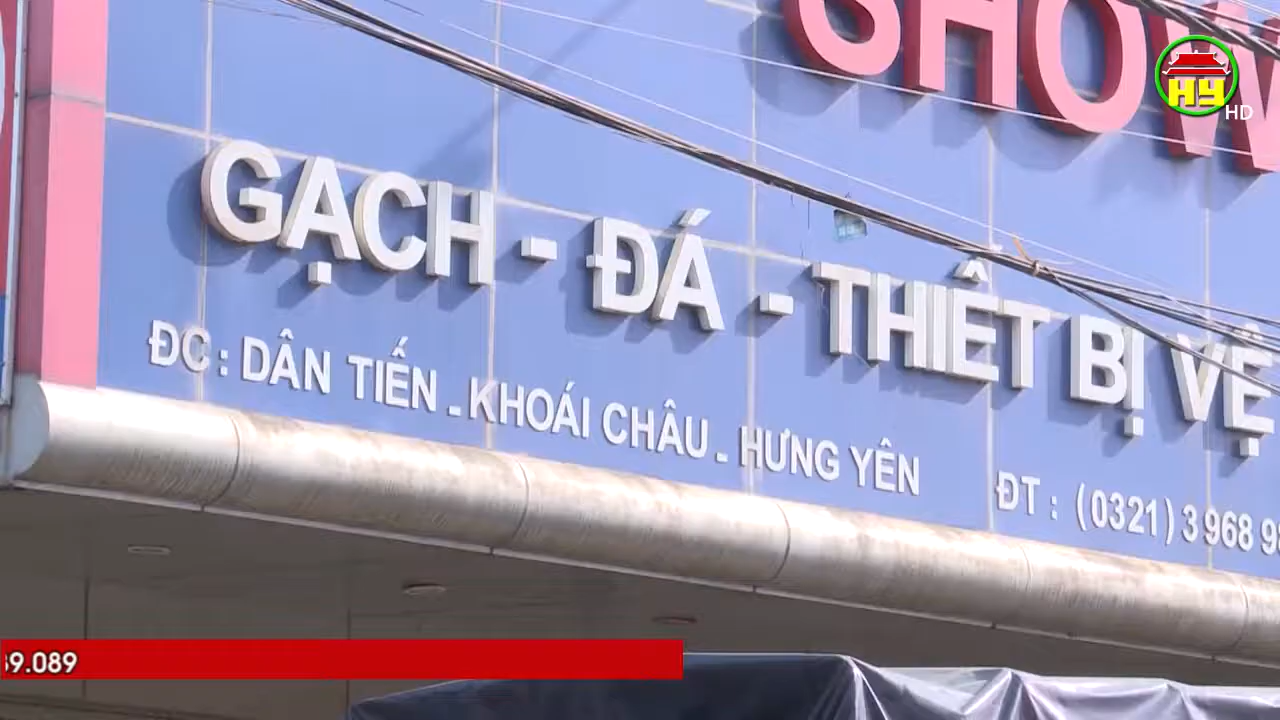 SHOW
HY
HD
GẠCH - ĐÁ - THIẾT BỊ VỆ
ĐC : DÂN TIẾN . KHOÁI CHÂU . HƯNG YÊN
ĐT : (0321) 3 968 9
9.089